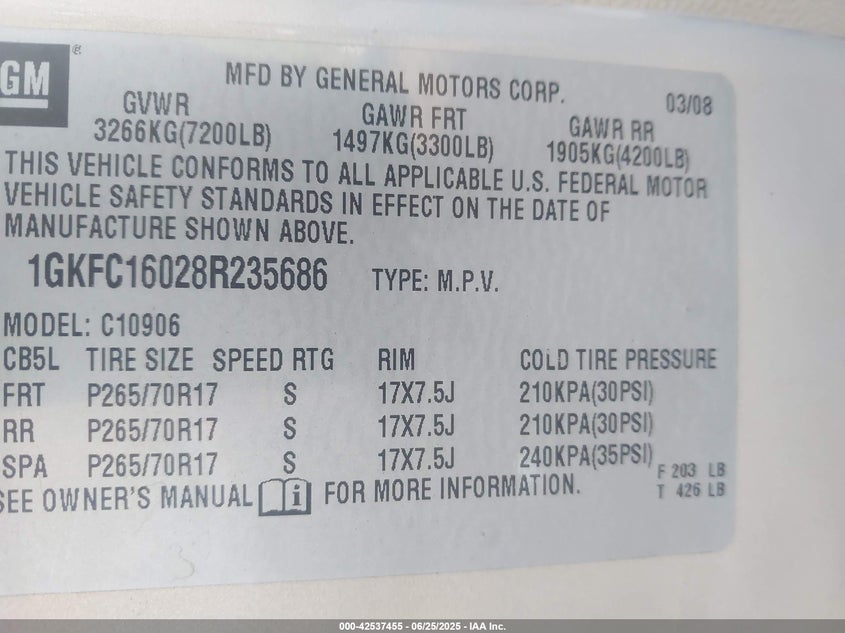 GM®
MFD BY GENERAL MOTORS CORP.
03/08
GVWR
3266KG(7200LB)
GAWR FRT
1497KG(3300LB)
GAWR RR
1905KG(4200LB)
THIS VEHICLE CONFORMS TO ALL APPLICABLE U.S. FEDERAL MOTOR
VEHICLE SAFETY STANDARDS IN EFFECT ON THE DATE OF
MANUFACTURE SHOWN ABOVE.
1GKFC16028R235686 TYPE: M.P.V.
MODEL: C10906
CB5L TIRE SIZE SPEED RTG RIM COLD TIRE PRESSURE
FRT P265/70R17 S 17X7.5J 210KPA(30PSI)
RR P265/70R17 S 17X7.5J 210KPA(30PSI)
SPA P265/70R17 S 17X7.5J 240KPA(35PSI)
F 203 LB
T 426 LB
SEE OWNER'S MANUAL FOR MORE INFORMATION.
000-42537455 - 06/25/2025 - IAA Inc.